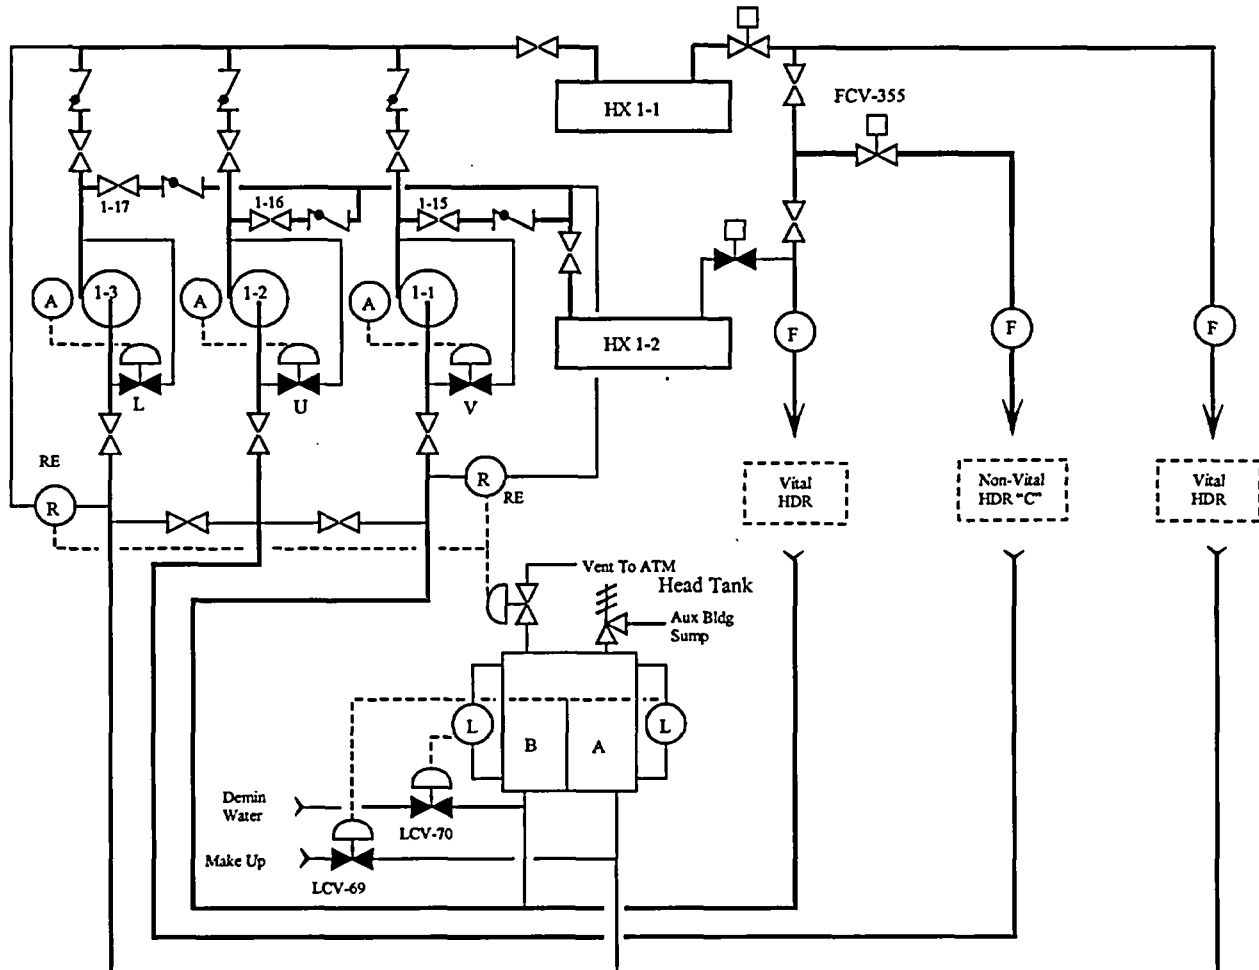 HX 1-1
FCV-355
1-17
1-16
1-15
A
1-3
A
1-2
A
1-1
HX 1-2
F
F
F
L
U
V
RE
R
R
RE
Vital
HDR
Non-Vital
HDR "C"
Vital
HDR
Vent To ATM
Head Tank
Aux Bldg
Sump
L
B
A
L
Demin
Water
LCV-70
Make Up
LCV-69